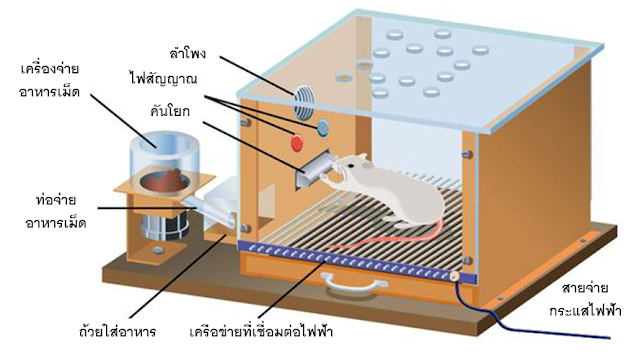 ลำโพง
ไฟสัญญาณ
คันโยก
เครื่องจ่าย
อาหารเม็ด
ท่อจ่าย
อาหารเม็ด
ถ้วยใส่อาหาร
เครือข่ายที่เชื่อมต่อไฟฟ้า
สายจ่าย
กระแสไฟฟ้า